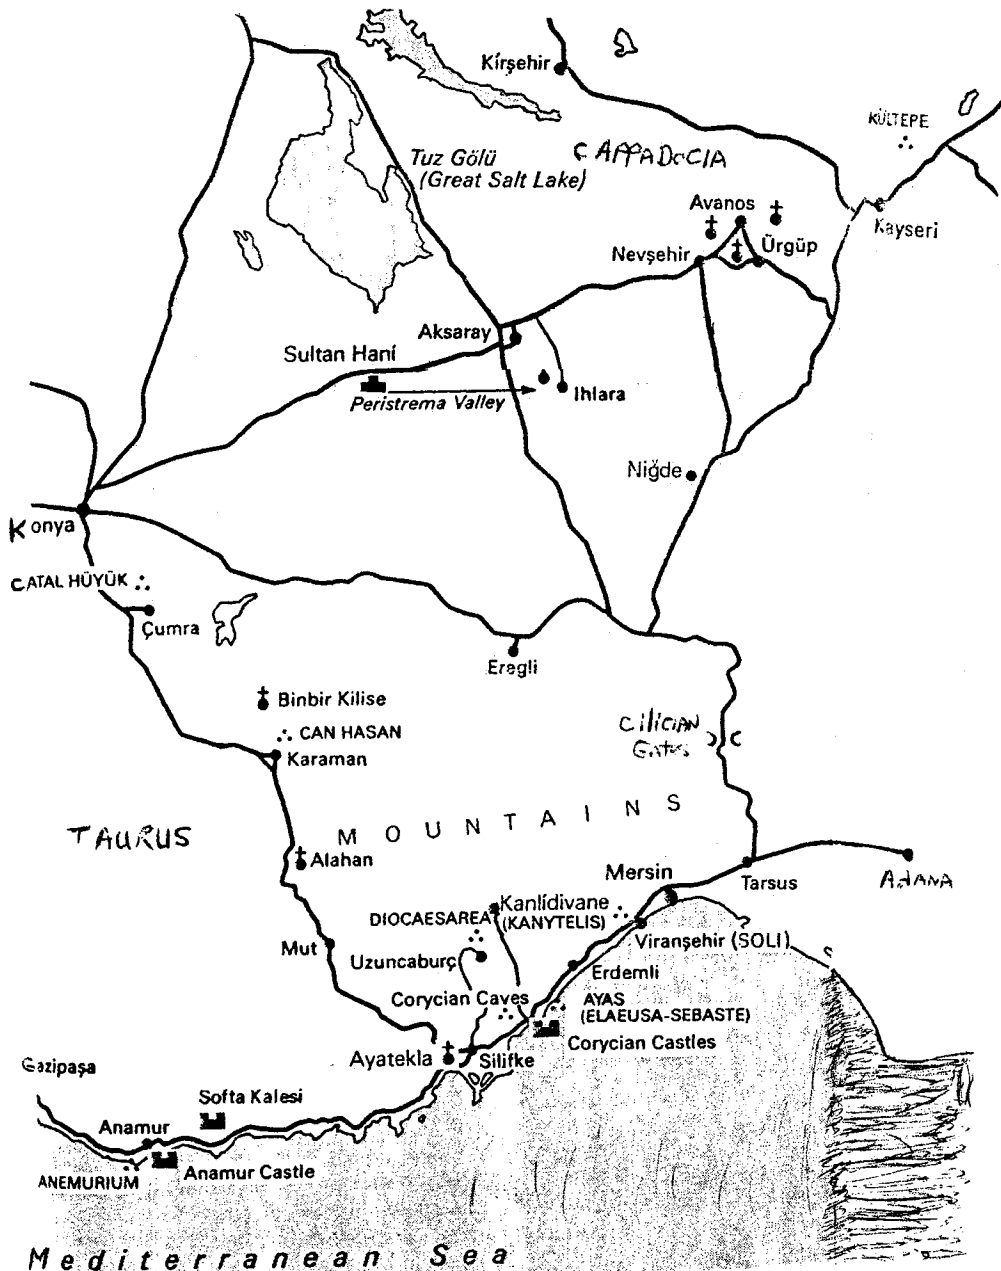 Kírşehir
KÜLTEPE
CAPPADOCIA
Tuz Gölü
(Great Salt Lake)
Avanos
Kayseri
Nevşehir
Ürgüp
Aksaray
Sultan Haní
Peristrema Valley
Ihlara
Niğde
Konya
CATAL HÜYÜK
Çumra
Eregli
Binbir Kilise
CAN HASAN
Karaman
CILICIAN
GATES
TAURUS
MOUNTAINS
Alahan
Mersin
Tarsus
ADANA
Kanlídivane
(KANYTELIS)
DIOCAESAREA
Viranşehir (SOLI)
Mut
Uzuncaburç
Erdemli
Corycian Caves
AYAS
(ELAEUSA-SEBASTE)
Corycian Castles
Ayatekla
Silifke
Gazipaşa
Softa Kalesi
Anamur
Anamur Castle
ANEMURIUM
Mediterranean Sea